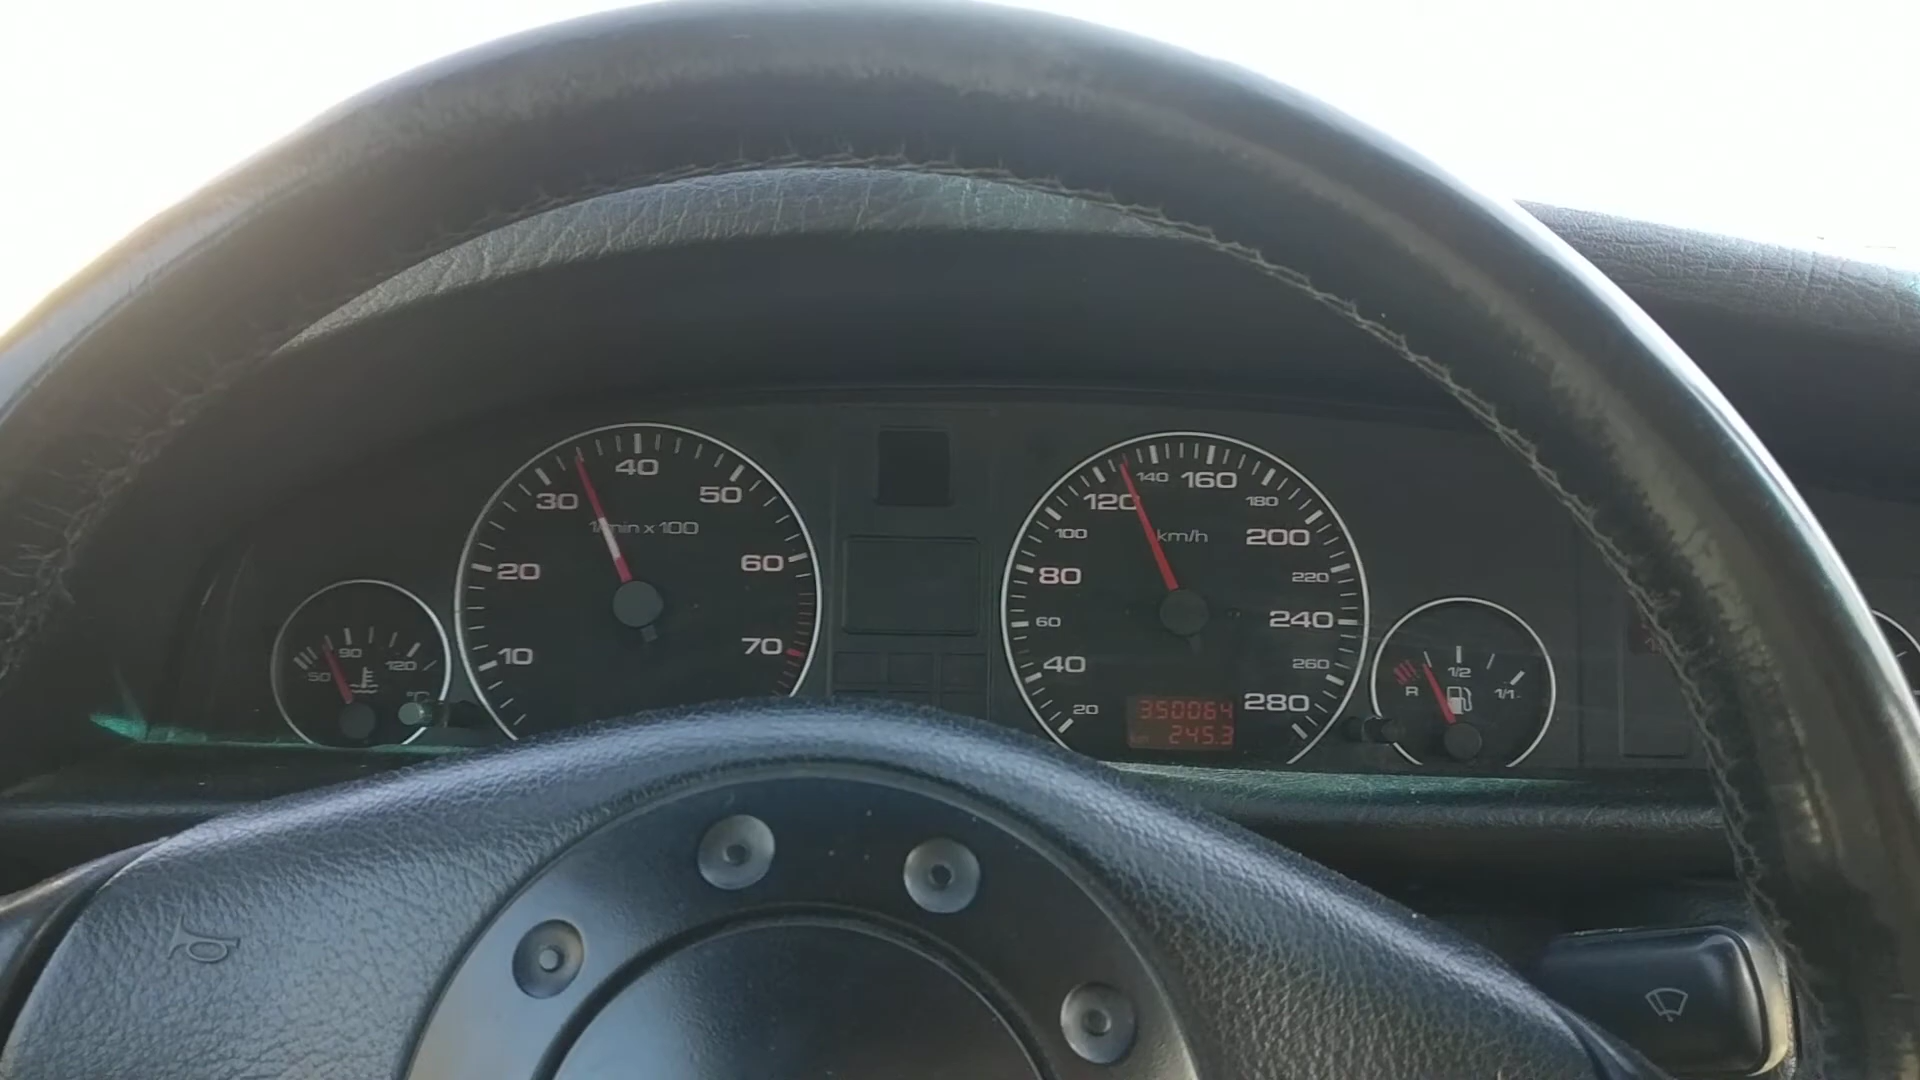 50 90 120
°C
10 20 30 40 50 60 70
1/min x 100
20 40 60 80 100 120 140 160 180 200 220 240 260 280
km/h
350064
km 245.3
R 1/2 1/1